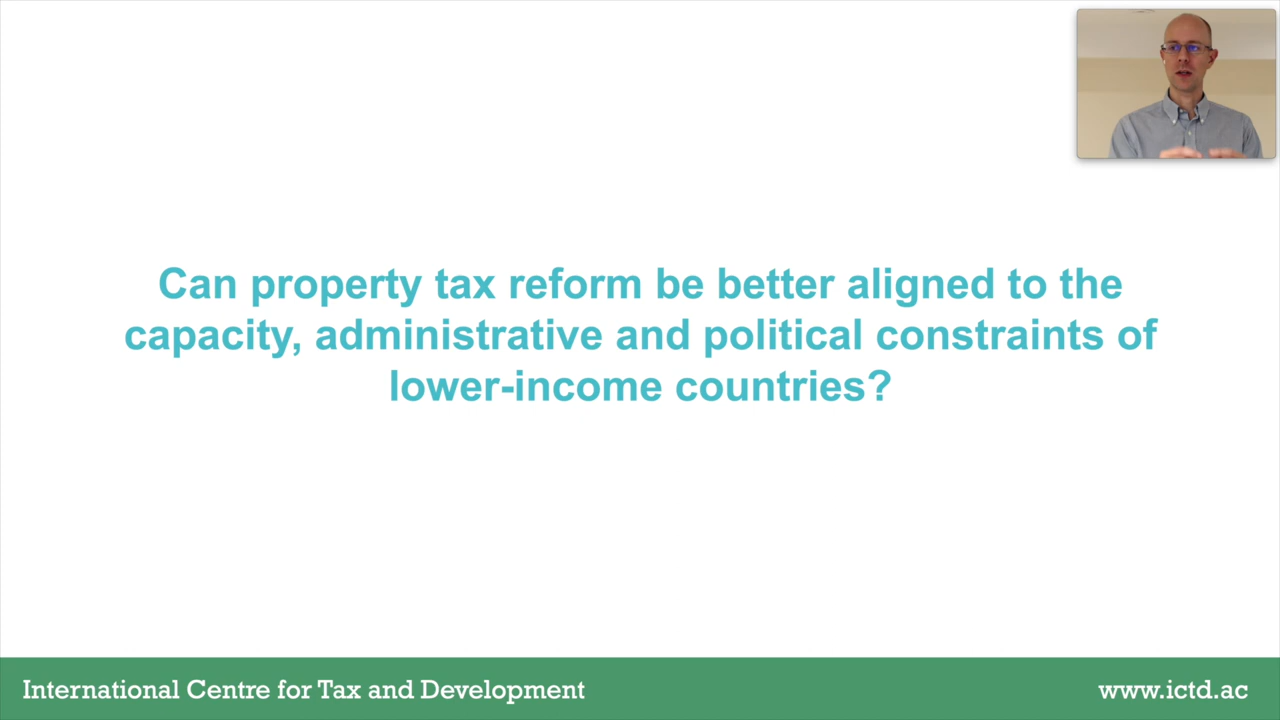 Can property tax reform be better aligned to the
capacity, administrative and political constraints of
lower-income countries?
International Centre for Tax and Development
www.ictd.ac